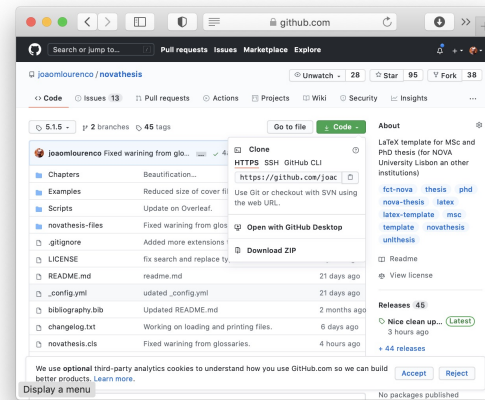 github.com
Search or jump to... / Pull requests Issues Marketplace Explore
joaomlourenco / novathesis
Unwatch 28 Star 95 Fork 38
Code Issues 13 Pull requests Actions Projects Wiki Security Insights ...
5.1.5 2 branches 45 tags Go to file Code
joaomlourenco Fixed warining from glo... ...
Chapters Beautification...
Examples Reduced size of cover fi
Scripts Update on Overleaf.
novathesis-files Fixed warining from glos
.gitignore Added more extensions
LICENSE fix search and replace ty
README.md readme.md 21 days ago
_config.yml udated _config.yml 21 days ago
bibliography.bib Updated README.md 2 months ago
changelog.txt Working on loading and printing files. 6 days ago
novathesis.cls Fixed warining from glossaries. 4 hours ago
Clone
HTTPS SSH GitHub CLI
https://github.com/joac
Use Git or checkout with SVN using
the web URL.
Open with GitHub Desktop
Download ZIP
About
LaTeX template for MSc and
PhD thesis (for NOVA
University Lisbon an other
institutions)
fct-nova thesis phd
nova-thesis latex
latex-template msc
template novathesis
unlthesis
Readme
View license
Releases 45
Nice clean up... Latest
3 hours ago
+ 44 releases
We use optional third-party analytics cookies to understand how you use GitHub.com so we can build
better products. Learn more.
Accept Reject
Display a menu
No packages published